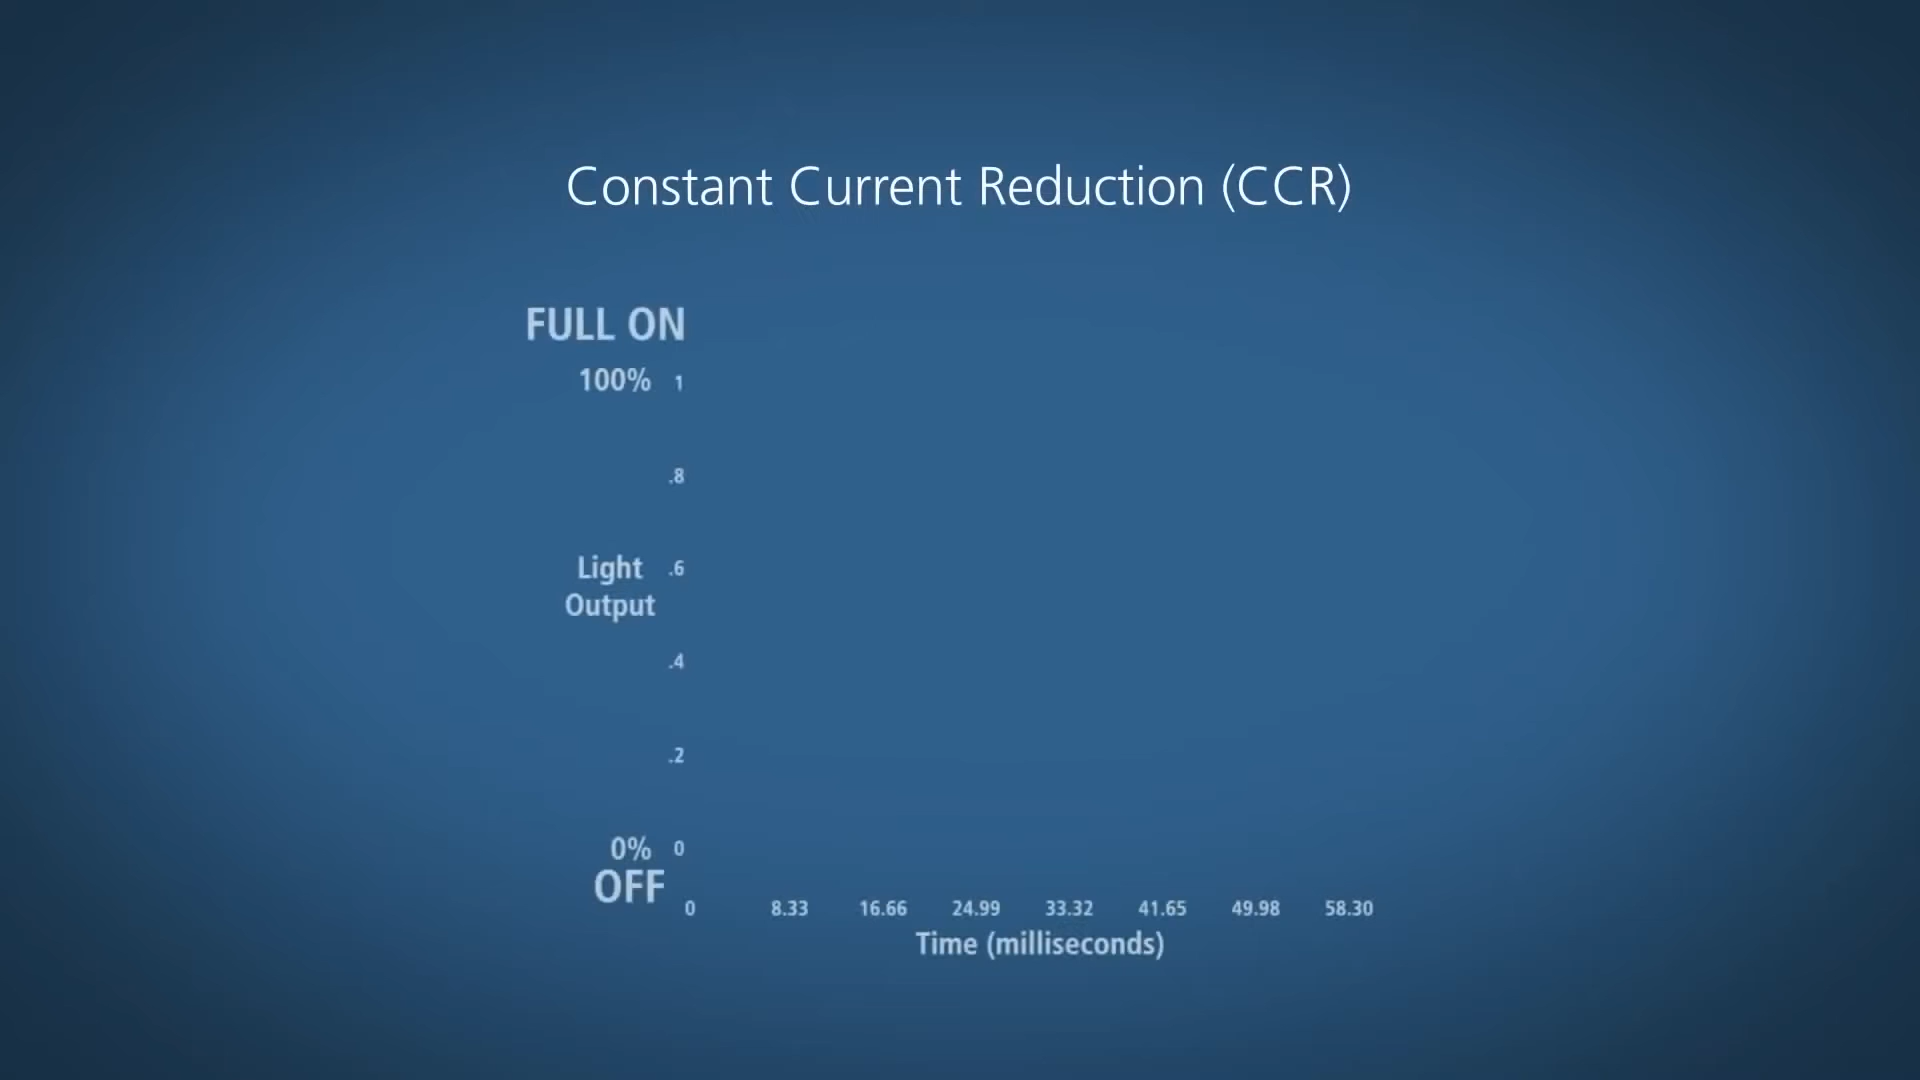 Constant Current Reduction (CCR)
FULL ON
100% 1
.8
Light .6
Output
.4
.2
0% 0
OFF
0 8.33 16.66 24.99 33.32 41.65 49.98 58.30
Time (milliseconds)